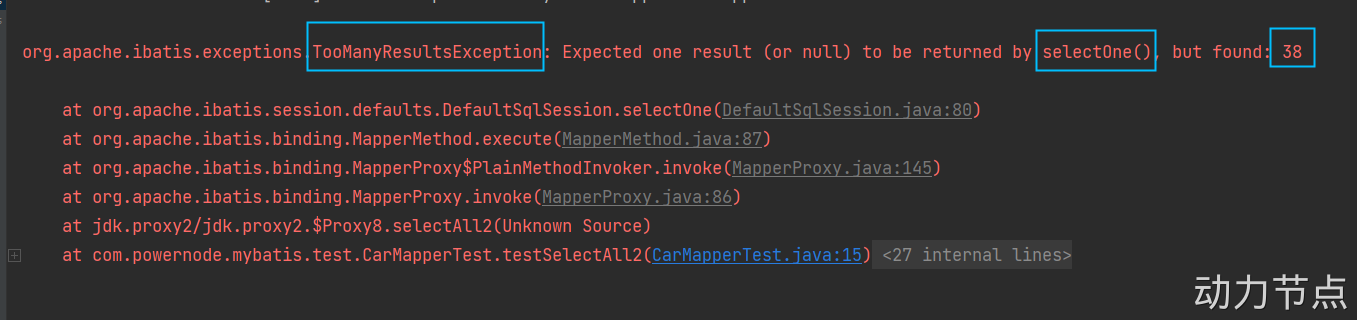 org.apache.ibatis.exceptions.TooManyResultsException: Expected one result (or null) to be returned by selectOne(), but found: 38
at org.apache.ibatis.session.defaults.DefaultSqlSession.selectOne(DefaultSqlSession.java:80)
at org.apache.ibatis.binding.MapperMethod.execute(MapperMethod.java:87)
at org.apache.ibatis.binding.MapperProxy$PlainMethodInvoker.invoke(MapperProxy.java:145)
at org.apache.ibatis.binding.MapperProxy.invoke(MapperProxy.java:86)
at jdk.proxy2/jdk.proxy2.$Proxy8.selectAll2(Unknown Source)
at com.powernode.mybatis.test.CarMapperTest.testSelectAll2(CarMapperTest.java:15) <27 internal lines>
动力节点